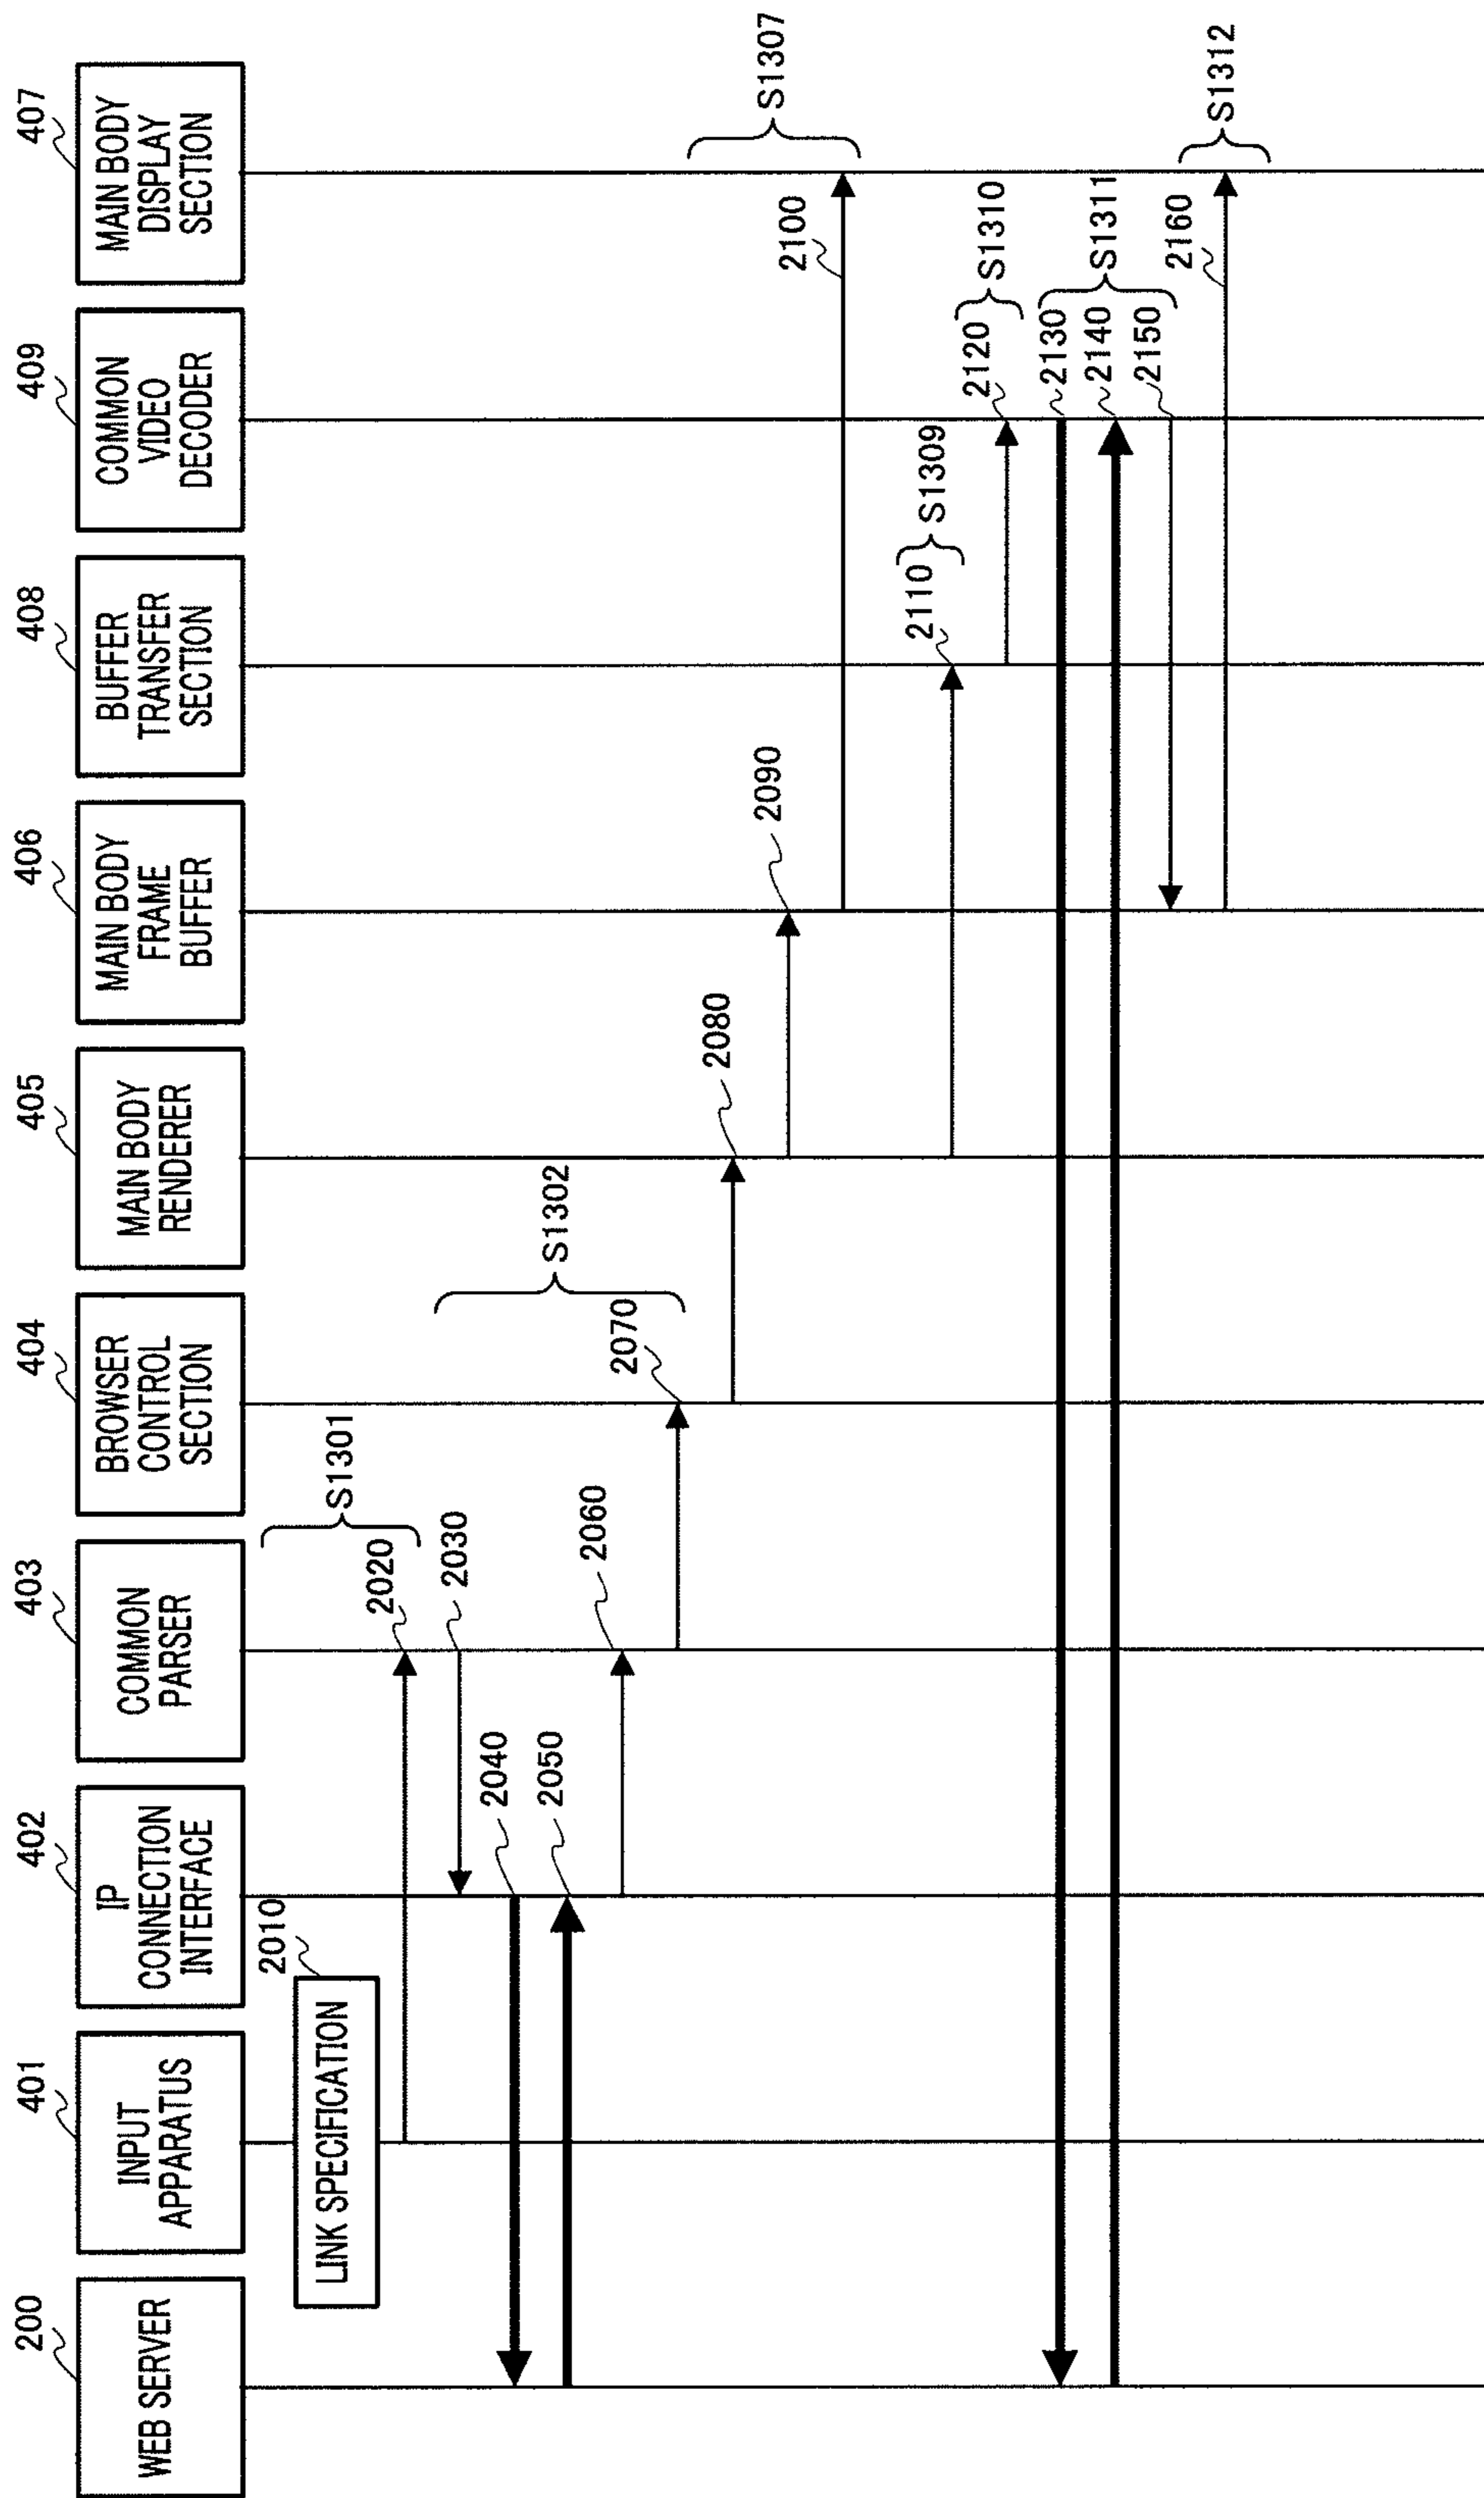 200
WEB SERVER
401
INPUT
APPARATUS
402
IP
CONNECTION
INTERFACE
403
COMMON
PARSER
404
BROWSER
CONTROL
SECTION
405
MAIN BODY
RENDERER
406
MAIN BODY
FRAME
BUFFER
408
BUFFER
TRANSFER
SECTION
409
COMMON
VIDEO
DECODER
407
MAIN BODY
DISPLAY
SECTION
2010
LINK SPECIFICATION
S1301
2020
2030
2040
2050
S1302
2060
2070
2080
2090
S1307
2100
2110
S1309
2120
S1310
2130
2140
S1311
2150
2160
S1312